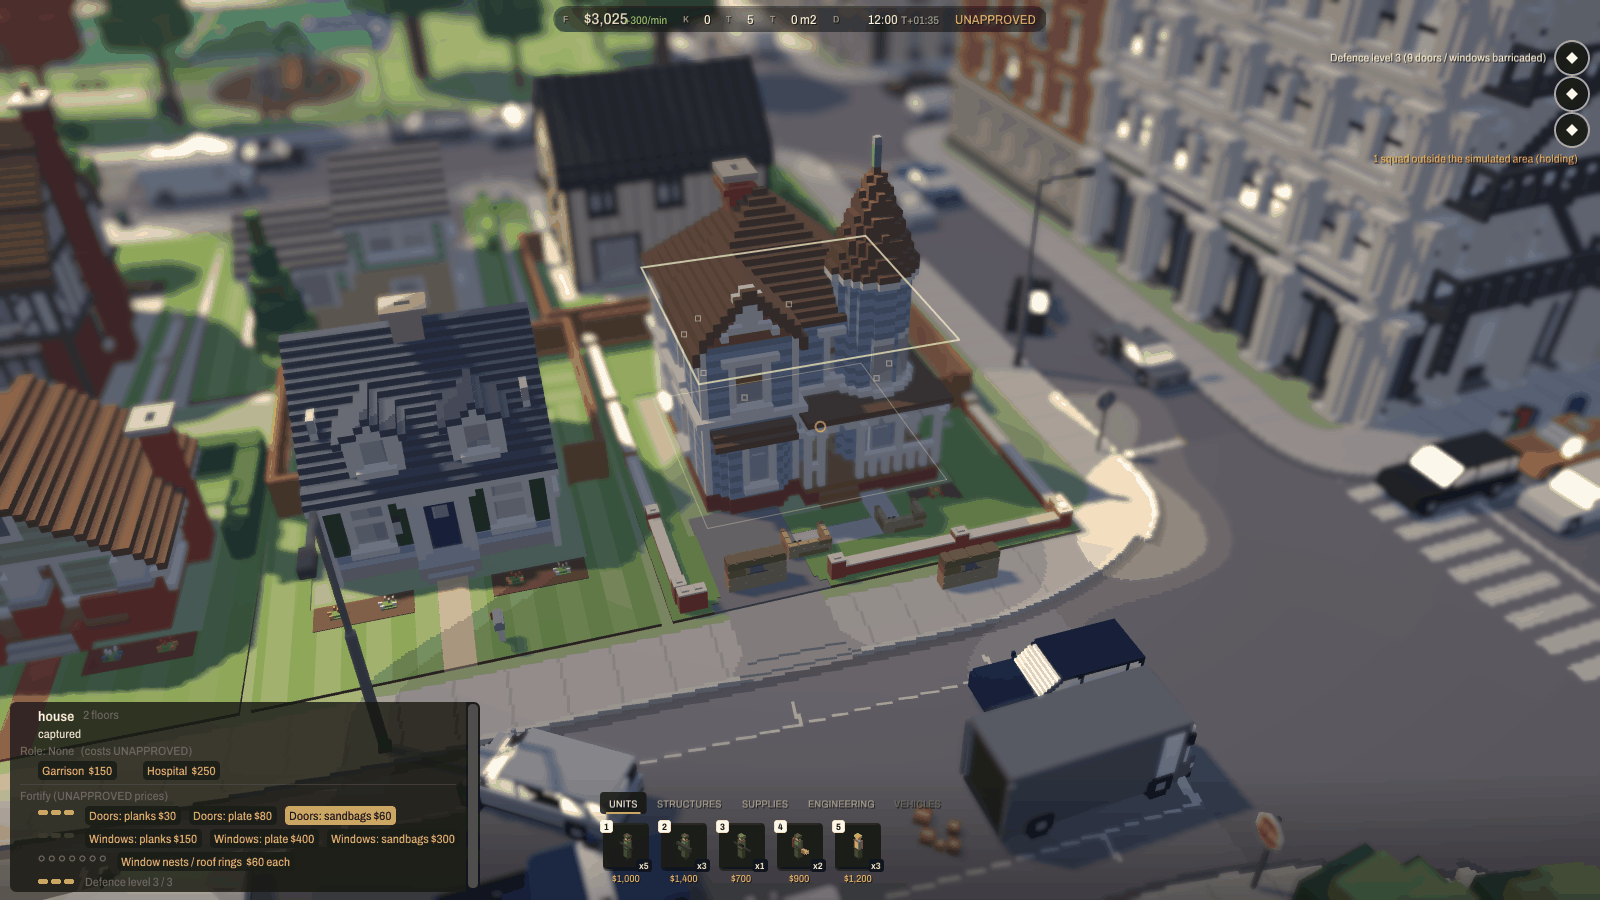 F $3,025 +300/min K 0 T 5 T 0 m2 D 12:00 T+01:35 UNAPPROVED
Defence level 3 (9 doors / windows barricaded)
1 squad outside the simulated area (holding)
house 2 floors
captured
Role: None (costs UNAPPROVED)
Garrison $150 Hospital $250
Fortify (UNAPPROVED prices)
Doors: planks $30 Doors: plate $80 Doors: sandbags $60
Windows: planks $150 Windows: plate $400 Windows: sandbags $300
Window nests / roof rings $60 each
Defence level 3 / 3
UNITS STRUCTURES SUPPLIES ENGINEERING VEHICLES
1 2 3 4 5
x5 x3 x1 x2 x3
$1,000 $1,400 $700 $900 $1,200